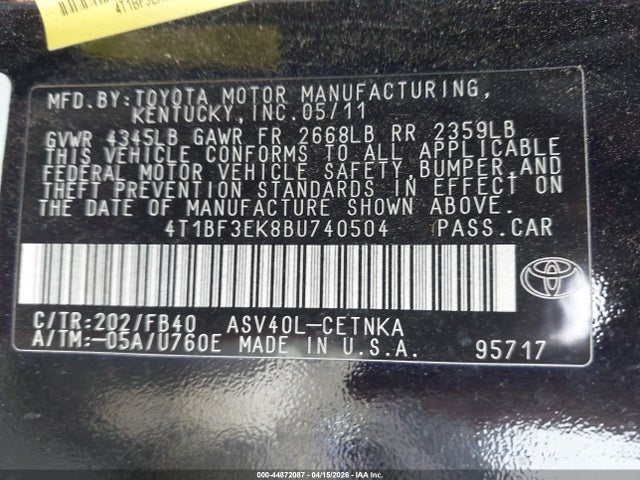 MFD.BY:TOYOTA MOTOR MANUFACTURING,
KENTUCKY,INC.05/11
GVWR 4345LB GAWR FR 2668LB RR 2359LB
THIS VEHICLE CONFORMS TO ALL APPLICABLE
FEDERAL MOTOR VEHICLE SAFETY,BUMPER,AND
THEFT PREVENTION STANDARDS IN EFFECT ON
THE DATE OF MANUFACTURE SHOWN ABOVE.
4T1BF3EK8BU740504 PASS.CAR
C/TR:202/FB40 ASV40L-CETNKA
A/TM:-05A/U760E MADE IN U.S.A. 95717
000-44872087 - 04/15/2026 - COPART.COM